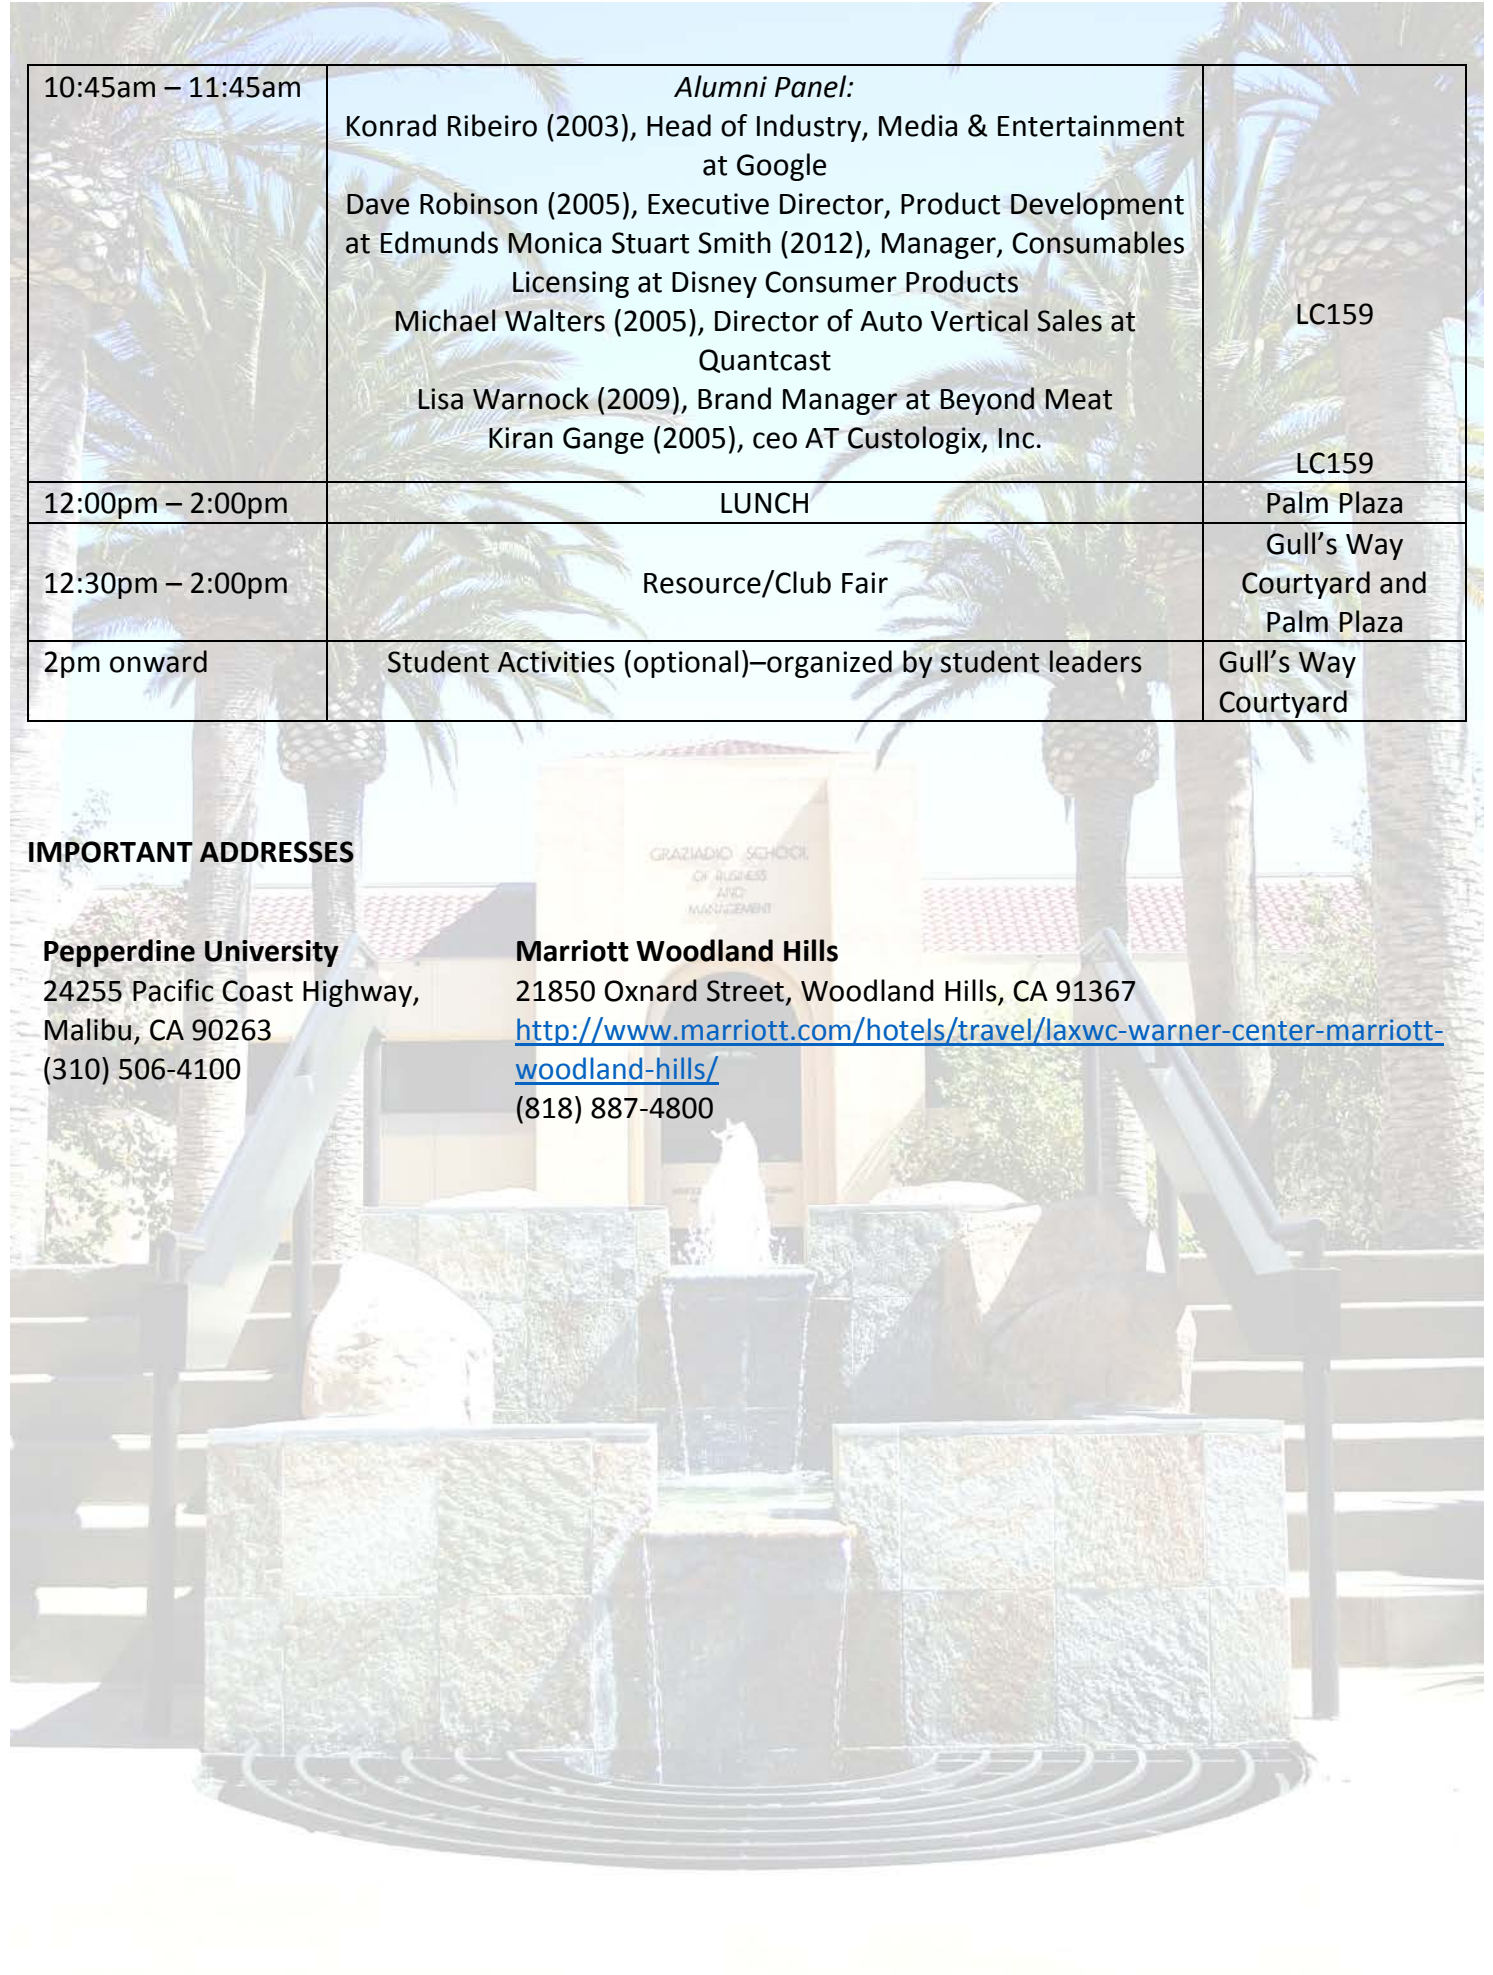 10:45am – 11:45am
Alumni Panel:
Konrad Ribeiro (2003), Head of Industry, Media & Entertainment
at Google
Dave Robinson (2005), Executive Director, Product Development
at Edmunds Monica Stuart Smith (2012), Manager, Consumables
Licensing at Disney Consumer Products
Michael Walters (2005), Director of Auto Vertical Sales at
Quantcast
Lisa Warnock (2009), Brand Manager at Beyond Meat
Kiran Gange (2005), ceo AT Custologix, Inc.
LC159
LC159
12:00pm – 2:00pm
LUNCH
Palm Plaza
12:30pm – 2:00pm
Resource/Club Fair
Gull’s Way
Courtyard and
Palm Plaza
2pm onward
Student Activities (optional)–organized by student leaders
Gull’s Way
Courtyard
IMPORTANT ADDRESSES
GRAZIADIO SCHOOL
OF BUSINESS
AND
MANAGEMENT
Pepperdine University
24255 Pacific Coast Highway,
Malibu, CA 90263
(310) 506-4100
Marriott Woodland Hills
21850 Oxnard Street, Woodland Hills, CA 91367
http://www.marriott.com/hotels/travel/laxwc-warner-center-marriott-
woodland-hills/
(818) 887-4800